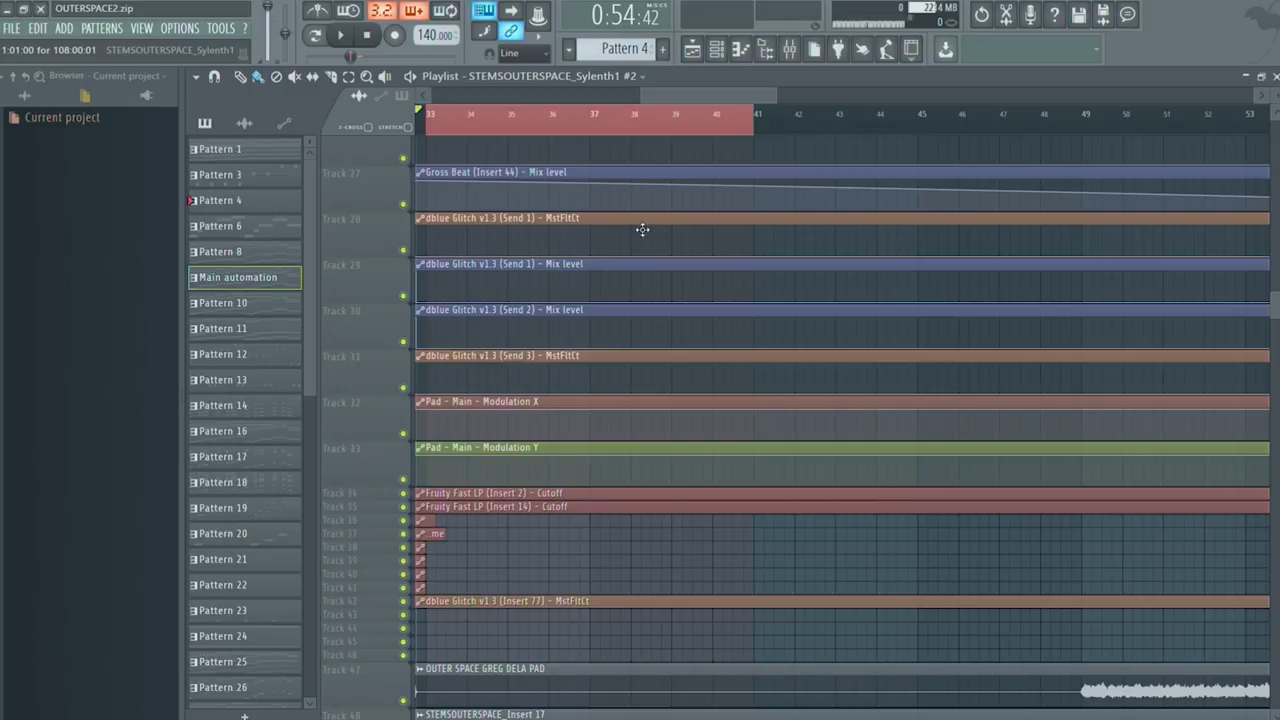 OUTERSPACE2.zip
FILE EDIT ADD PATTERNS VIEW OPTIONS TOOLS ?
1:01:00 for 108:00:01 STEMSOUTERSPACE_Sylenth1
3.2
140.000
0:54:42
M:S:CS
Line
Pattern 4
0
22.4 MB
0
Browser - Current project
Playlist - STEMSOUTERSPACE_Sylenth1 #2
Current project
Z-CROSS STRETCH
33 34 35 36 37 38 39 40 41 42 43 44 45 46 47 48 49 50 51 52 53
Pattern 1
Pattern 3
Pattern 4
Pattern 6
Pattern 8
Main automation
Pattern 10
Pattern 11
Pattern 12
Pattern 13
Pattern 14
Pattern 16
Pattern 17
Pattern 18
Pattern 19
Pattern 20
Pattern 21
Pattern 22
Pattern 23
Pattern 24
Pattern 25
Pattern 26
Track 27 Gross Beat (Insert 44) - Mix level
Track 28 dblue Glitch v1.3 (Send 1) - MstFltCt
Track 29 dblue Glitch v1.3 (Send 1) - Mix level
Track 30 dblue Glitch v1.3 (Send 2) - Mix level
Track 31 dblue Glitch v1.3 (Send 3) - MstFltCt
Track 32 Pad - Main - Modulation X
Track 33 Pad - Main - Modulation Y
Track 34 Fruity Fast LP (Insert 2) - Cutoff
Track 35 Fruity Fast LP (Insert 14) - Cutoff
Track 36
Track 37 ..me
Track 38
Track 39
Track 40
Track 41
Track 42 dblue Glitch v1.3 (Insert 77) - MstFltCt
Track 43
Track 44
Track 45
Track 46
Track 47 OUTER SPACE GREG DELA PAD
Track 48 STEMSOUTERSPACE_Insert 17